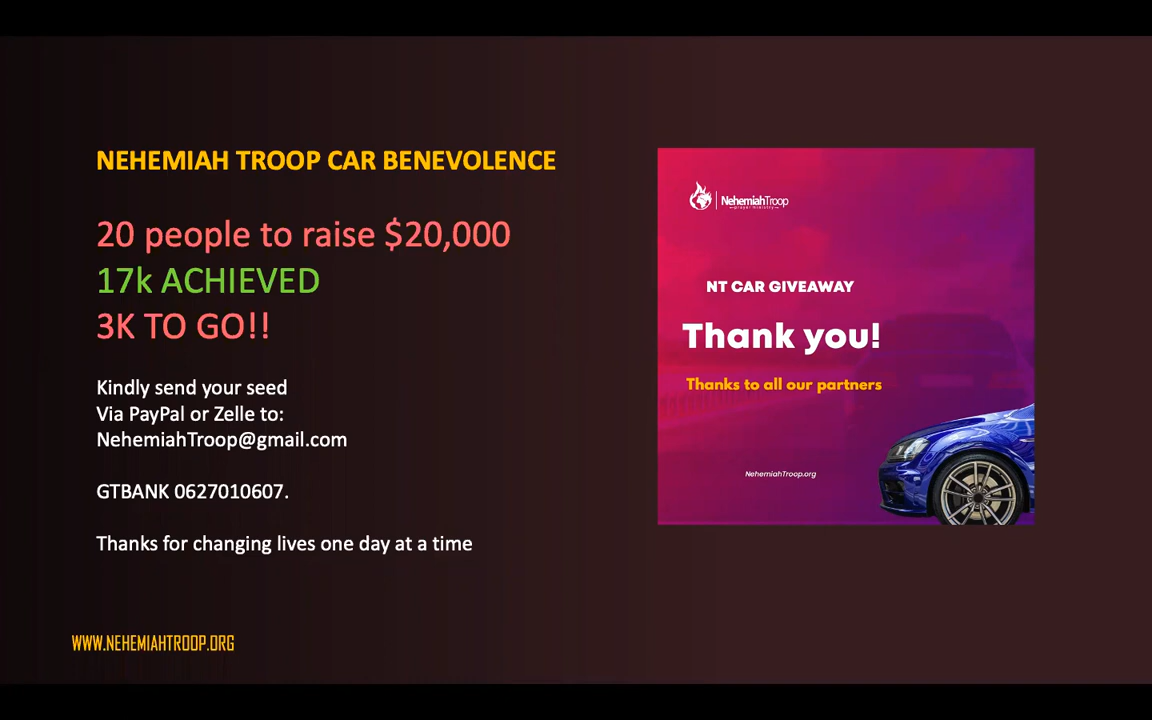 NEHEMIAH TROOP CAR BENEVOLENCE
20 people to raise $20,000
17k ACHIEVED
3K TO GO!!
Kindly send your seed
Via PayPal or Zelle to:
NehemiahTroop@gmail.com
GTBANK 0627010607.
Thanks for changing lives one day at a time
WWW.NEHEMIAHTROOP.ORG
NehemiahTroop
prayer ministry
NT CAR GIVEAWAY
Thank you!
Thanks to all our partners
NehemiahTroop.org